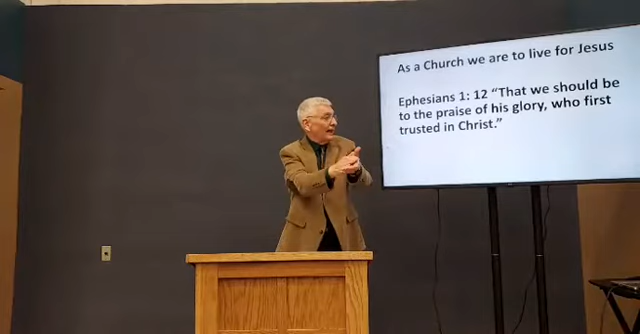 As a Church we are to live for Jesus
Ephesians 1: 12 “That we should be
to the praise of his glory, who first
trusted in Christ.”